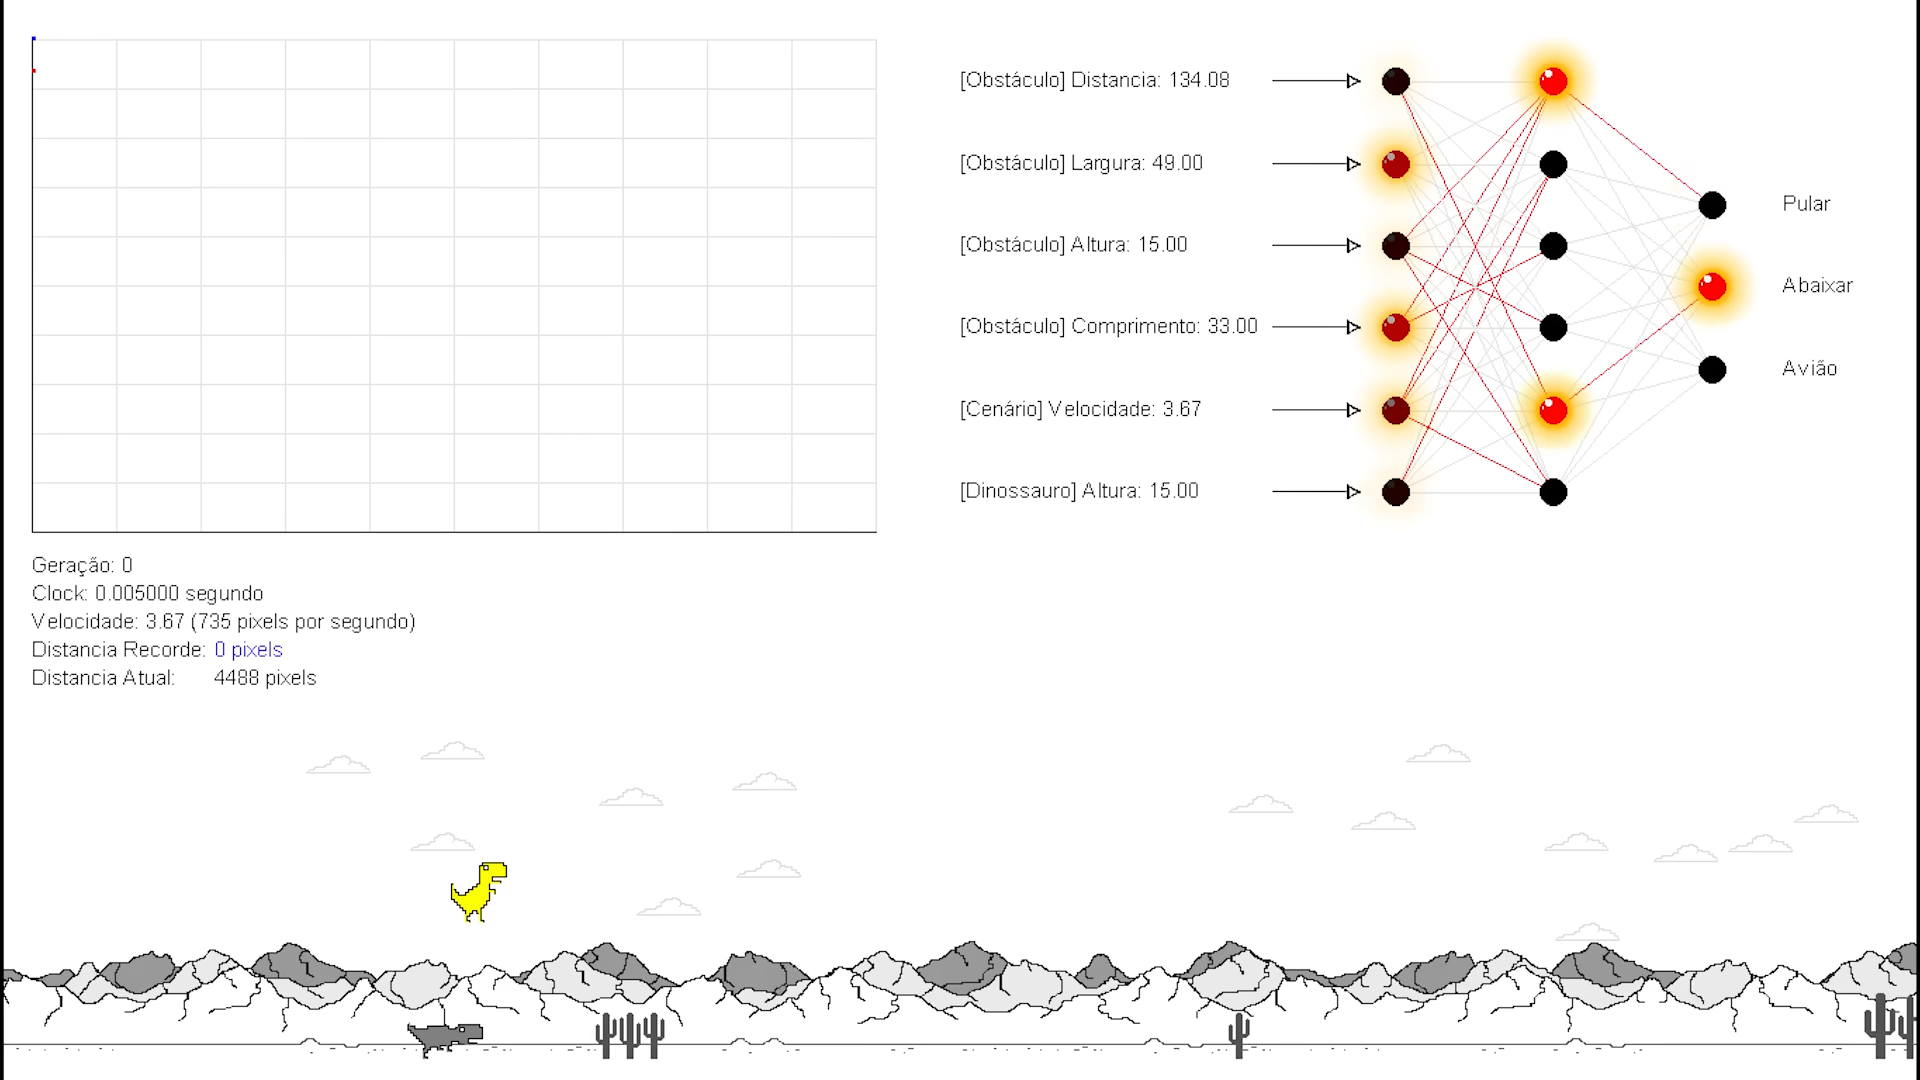 [Obstáculo] Distancia: 134.08
[Obstáculo] Largura: 49.00
[Obstáculo] Altura: 15.00
[Obstáculo] Comprimento: 33.00
[Cenário] Velocidade: 3.67
[Dinossauro] Altura: 15.00
Pular
Abaixar
Avião
Geração: 0
Clock: 0.005000 segundo
Velocidade: 3.67 (735 pixels por segundo)
Distancia Recorde: 0 pixels
Distancia Atual: 4488 pixels